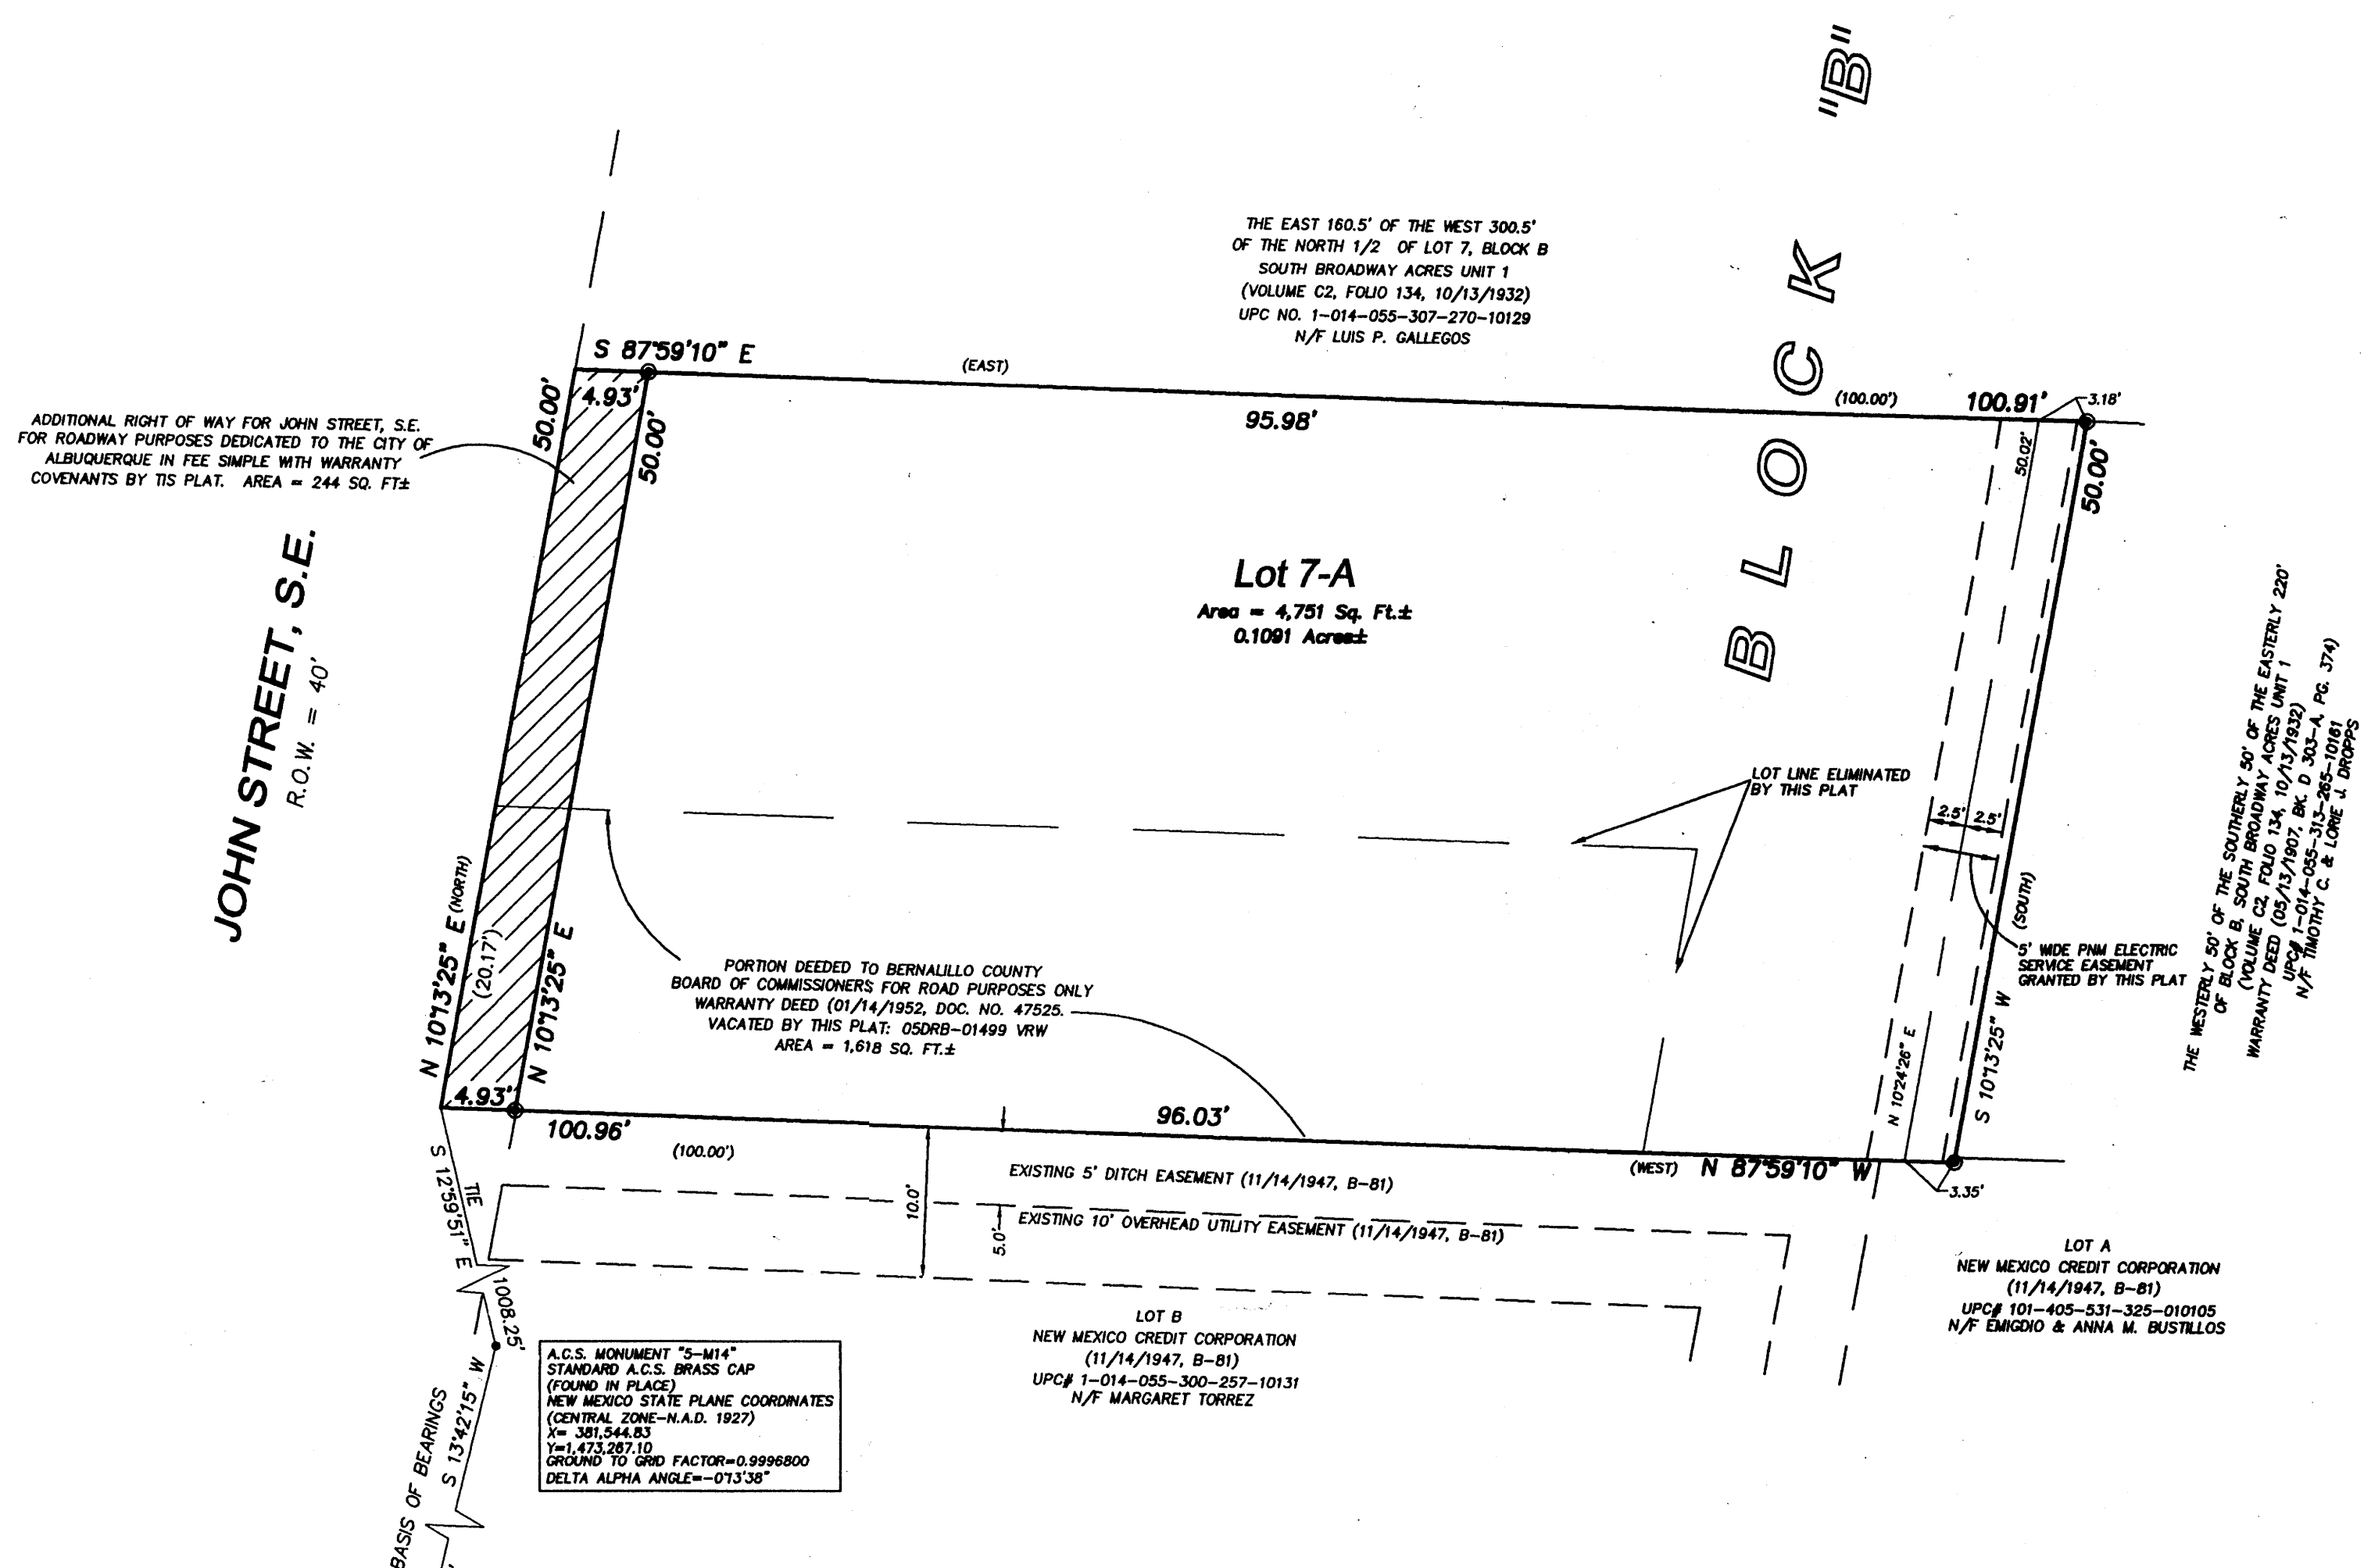 "B"
BLOCK
THE EAST 160.5' OF THE WEST 300.5'
OF THE NORTH 1/2 OF LOT 7, BLOCK B
SOUTH BROADWAY ACRES UNIT 1
(VOLUME C2, FOLIO 134, 10/13/1932)
UPC NO. 1-014-055-307-270-10129
N/F LUIS P. GALLEGOS
S 87°59'10" E
(EAST)
4.93'
95.98'
(100.00')
100.91'
3.18'
50.00'
50.00'
50.02'
50.00'
ADDITIONAL RIGHT OF WAY FOR JOHN STREET, S.E.
FOR ROADWAY PURPOSES DEDICATED TO THE CITY OF
ALBUQUERQUE IN FEE SIMPLE WITH WARRANTY
COVENANTS BY TIS PLAT. AREA = 244 SQ. FT±
JOHN STREET, S.E.
R.O.W. = 40'
Lot 7-A
Area = 4,751 Sq. Ft.±
0.1091 Acres±
LOT LINE ELIMINATED
BY THIS PLAT
2.5'
2.5'
(SOUTH)
5' WIDE PNM ELECTRIC
SERVICE EASEMENT
GRANTED BY THIS PLAT
THE WESTERLY 50' OF THE SOUTHERLY 50' OF THE EASTERLY 220'
OF BLOCK B, SOUTH BROADWAY ACRES UNIT 1
(VOLUME C2, FOLIO 134, 10/13/1932)
WARRANTY DEED (05/13/1907, BK. D 303-A, PG. 374)
UPC# 1-014-055-313-265-10161
N/F TIMOTHY C. & LORIE J. DROPPS
N 10°13'25" E (NORTH)
(20.17')
N 10°13'25" E
PORTION DEEDED TO BERNALILLO COUNTY
BOARD OF COMMISSIONERS FOR ROAD PURPOSES ONLY
WARRANTY DEED (01/14/1952, DOC. NO. 47525.
VACATED BY THIS PLAT: 05DRB-01499 VRW
AREA = 1,618 SQ. FT.±
N 10°24'26" E
S 10°13'25" W
4.93'
100.96'
(100.00')
96.03'
(WEST) N 87°59'10" W
3.35'
S 12°59'51" E
TIE
1008.25'
10.0'
5.0'
EXISTING 5' DITCH EASEMENT (11/14/1947, B-81)
EXISTING 10' OVERHEAD UTILITY EASEMENT (11/14/1947, B-81)
LOT A
NEW MEXICO CREDIT CORPORATION
(11/14/1947, B-81)
UPC# 101-405-531-325-010105
N/F EMIGDIO & ANNA M. BUSTILLOS
LOT B
NEW MEXICO CREDIT CORPORATION
(11/14/1947, B-81)
UPC# 1-014-055-300-257-10131
N/F MARGARET TORREZ
A.C.S. MONUMENT "5-M14"
STANDARD A.C.S. BRASS CAP
(FOUND IN PLACE)
NEW MEXICO STATE PLANE COORDINATES
(CENTRAL ZONE-N.A.D. 1927)
X= 381,544.83
Y=1,473,267.10
GROUND TO GRID FACTOR=0.9996800
DELTA ALPHA ANGLE=-0°13'38"
BASIS OF BEARINGS
S 13°42'15" W